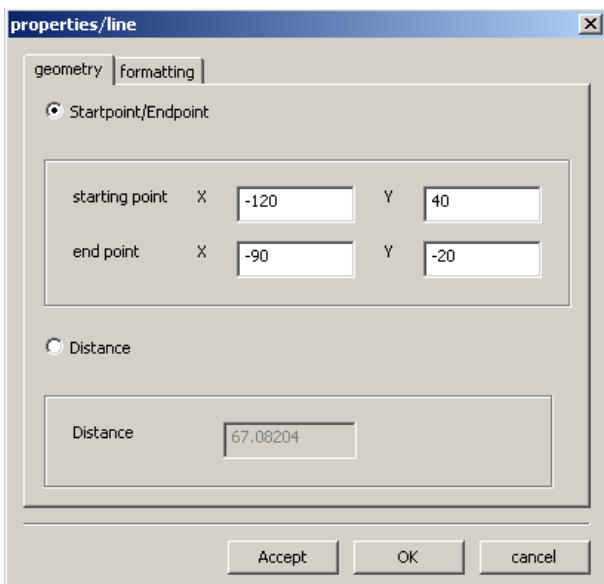 properties/line
geometry formatting
Startpoint/Endpoint
starting point X -120 Y 40
end point X -90 Y -20
Distance
Distance 67.08204
Accept OK cancel